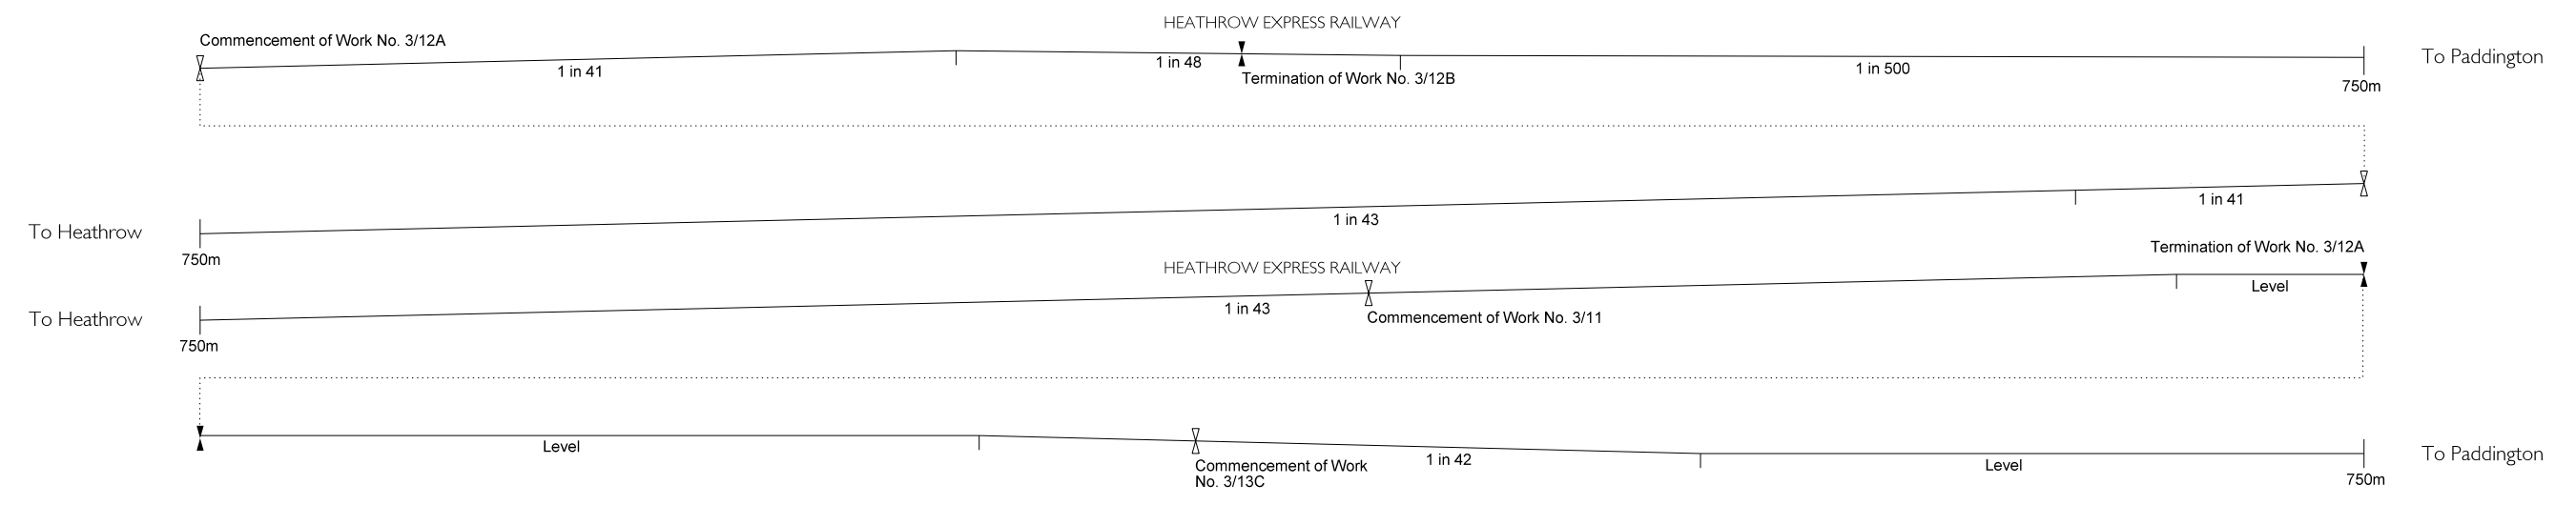 HEATHROW EXPRESS RAILWAY
Commencement of Work No. 3/12A
1 in 41
1 in 48
Termination of Work No. 3/12B
1 in 500
750m
To Paddington
To Heathrow
750m
1 in 43
1 in 41
Termination of Work No. 3/12A
HEATHROW EXPRESS RAILWAY
To Heathrow
750m
1 in 43
Commencement of Work No. 3/11
Level
Level
Commencement of Work
No. 3/13C
1 in 42
Level
750m
To Paddington